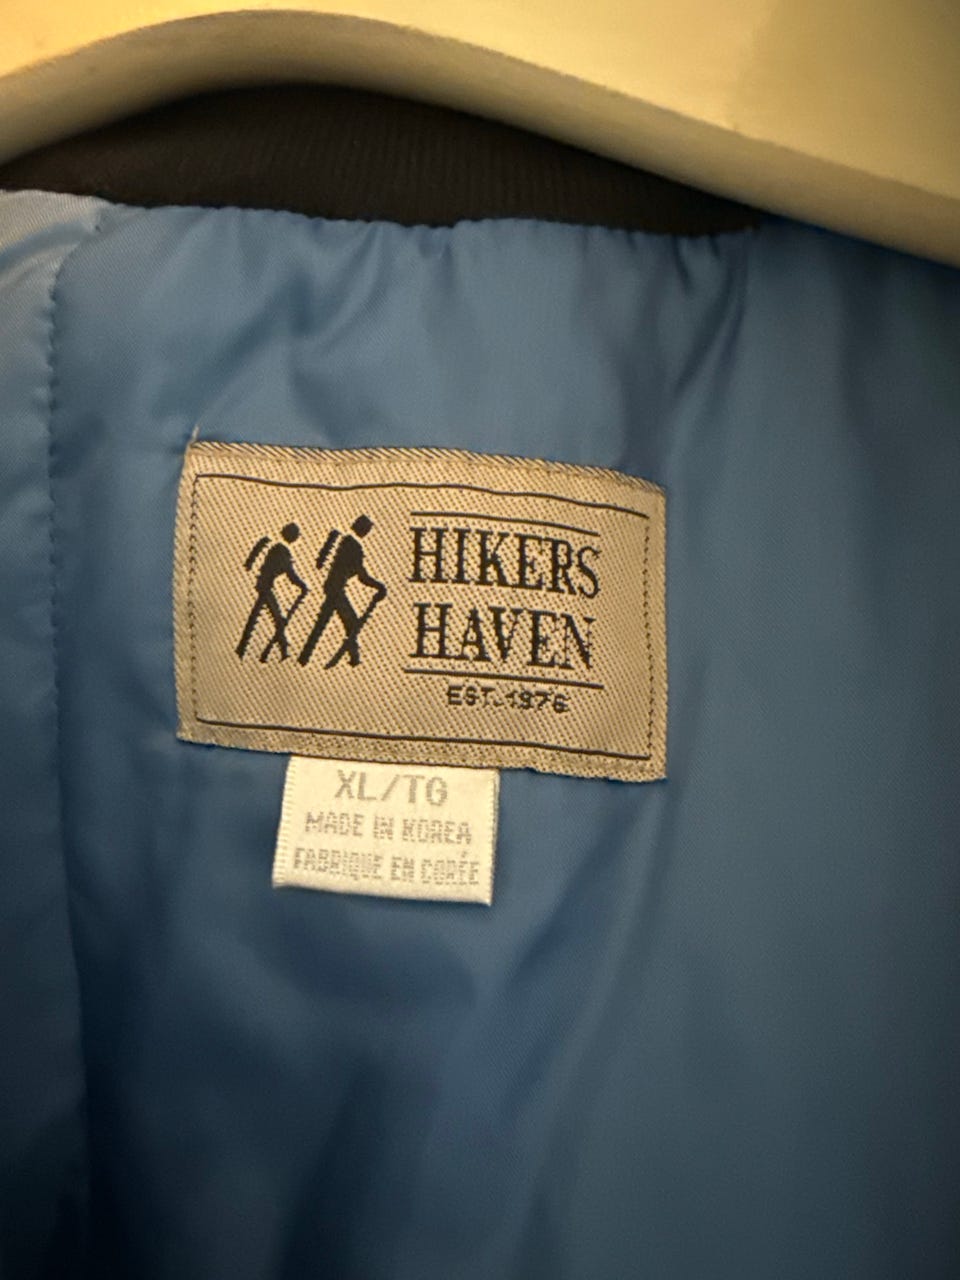 HIKERS
HAVEN
EST. 1976
XL/TG
MADE IN KOREA
FABRIQUE EN CORÉE